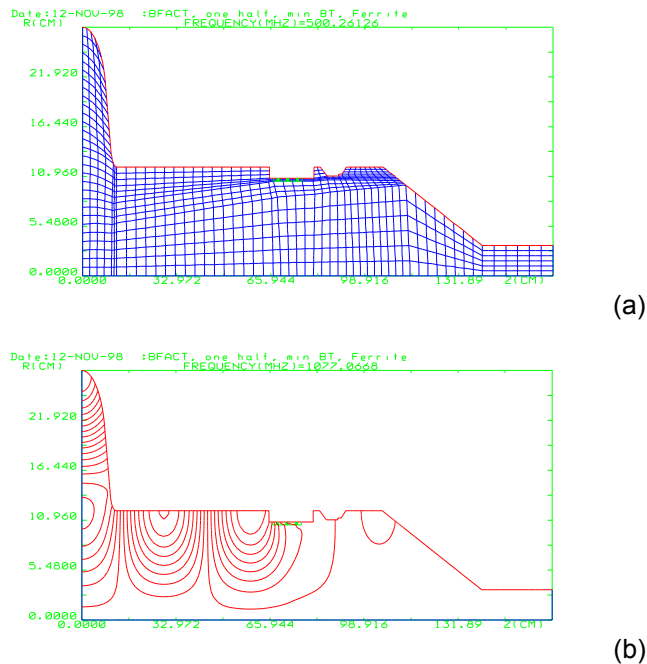 Date:12-NOV-98 :BFACT, one half, min BT, Ferrite
R(CM) FREQUENCY(MHZ)=500.26126
21.920
16.440
10.960
5.4800
0.0000
0.0000 32.972 65.944 98.916 131.89 Z(CM)
(a)
Date:12-NOV-98 :BFACT, one half, min BT, Ferrite
R(CM) FREQUENCY(MHZ)=1077.0668
21.920
16.440
10.960
5.4800
0.0000
0.0000 32.972 65.944 98.916 131.89 Z(CM)
(b)